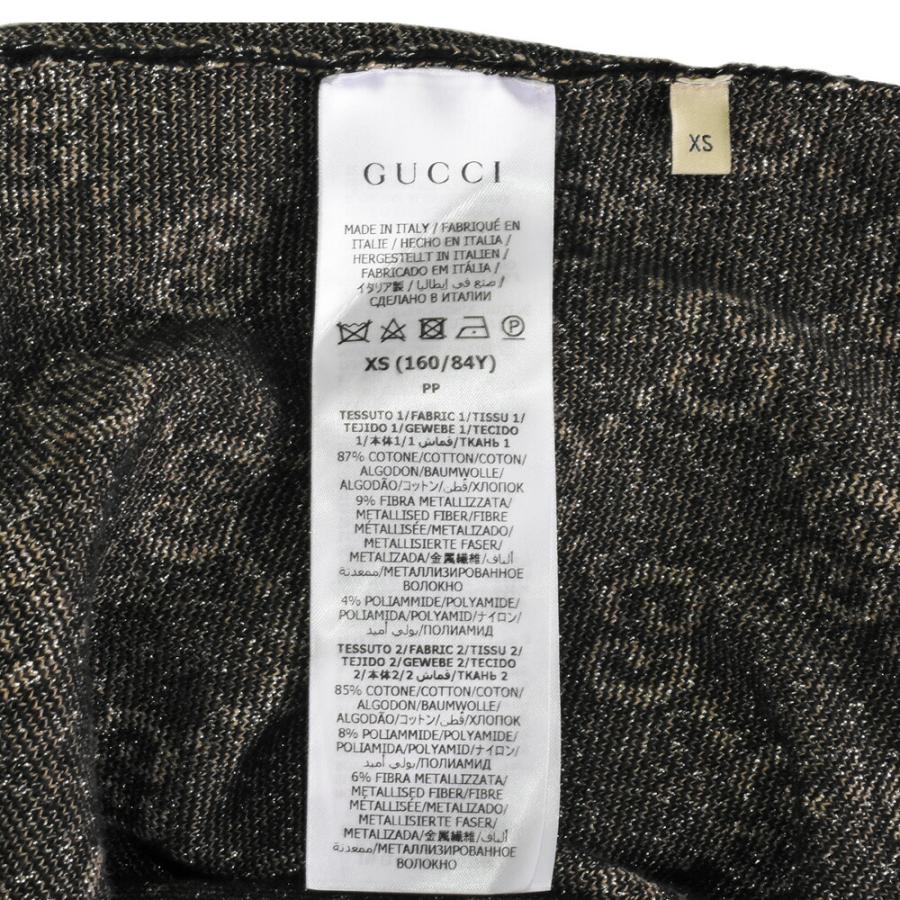 GUCCI
XS
MADE IN ITALY / FABRIQUÉ EN
ITALIE / HECHO EN ITALIA /
HERGESTELLT IN ITALIEN /
FABRICADO EM ITÁLIA /
イタリア製 / صنع في إيطاليا /
СДЕЛАНО В ИТАЛИИ
P
XS (160/84Y)
PP
TESSUTO 1/FABRIC 1/TISSU 1/
TEJIDO 1/GEWEBE 1/TECIDO
1/本体1/قماش 1/ТКАНЬ 1
87% COTONE/COTTON/COTON/
ALGODON/BAUMWOLLE/
ALGODÃO/コットン/قطن/ХЛОПОК
9% FIBRA METALLIZZATA/
METALLISED FIBER/FIBRE
MÉTALLISÉE/METALIZADO/
METALLISIERTE FASER/
METALIZADA/金属繊維/ألياف
ممعدنة/МЕТАЛЛИЗИРОВАННОЕ
ВОЛОКНО
4% POLIAMMIDE/POLYAMIDE/
POLIAMIDA/POLYAMID/ナイロン/
بولي أميد/ПОЛИАМИД
TESSUTO 2/FABRIC 2/TISSU 2/
TEJIDO 2/GEWEBE 2/TECIDO
2/本体2/قماش 2/ТКАНЬ 2
85% COTONE/COTTON/COTON/
ALGODON/BAUMWOLLE/
ALGODÃO/コットン/قطن/ХЛОПОК
8% POLIAMMIDE/POLYAMIDE/
POLIAMIDA/POLYAMID/ナイロン/
بولي أميد/ПОЛИАМИД
6% FIBRA METALLIZZATA/
METALLISED FIBER/FIBRE
MÉTALLISÉE/METALIZADO/
METALLISIERTE FASER/
METALIZADA/金属繊維/ألياف
ممعدنة/МЕТАЛЛИЗИРОВАННОЕ
ВОЛОКНО